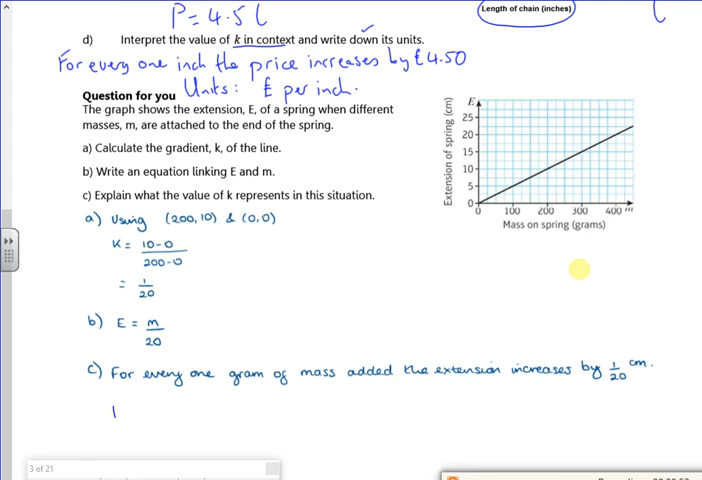 P = 4.5 L
Length of chain (inches)
d) Interpret the value of k in context and write down its units.
For every one inch the price increases by £4.50
Units: £ per inch.
Question for you
The graph shows the extension, E, of a spring when different
masses, m, are attached to the end of the spring.
a) Calculate the gradient, k, of the line.
b) Write an equation linking E and m.
c) Explain what the value of k represents in this situation.
Extension of spring (cm)
E
25
20
15
10
5
0
0 100 200 300 400 m
Mass on spring (grams)
a) Using (200, 10) & (0,0)
K = 10-0
200-0
= 1
20
b) E = m
20
c) For every one gram of mass added the extension increases by 1/20 cm.
3 of 21